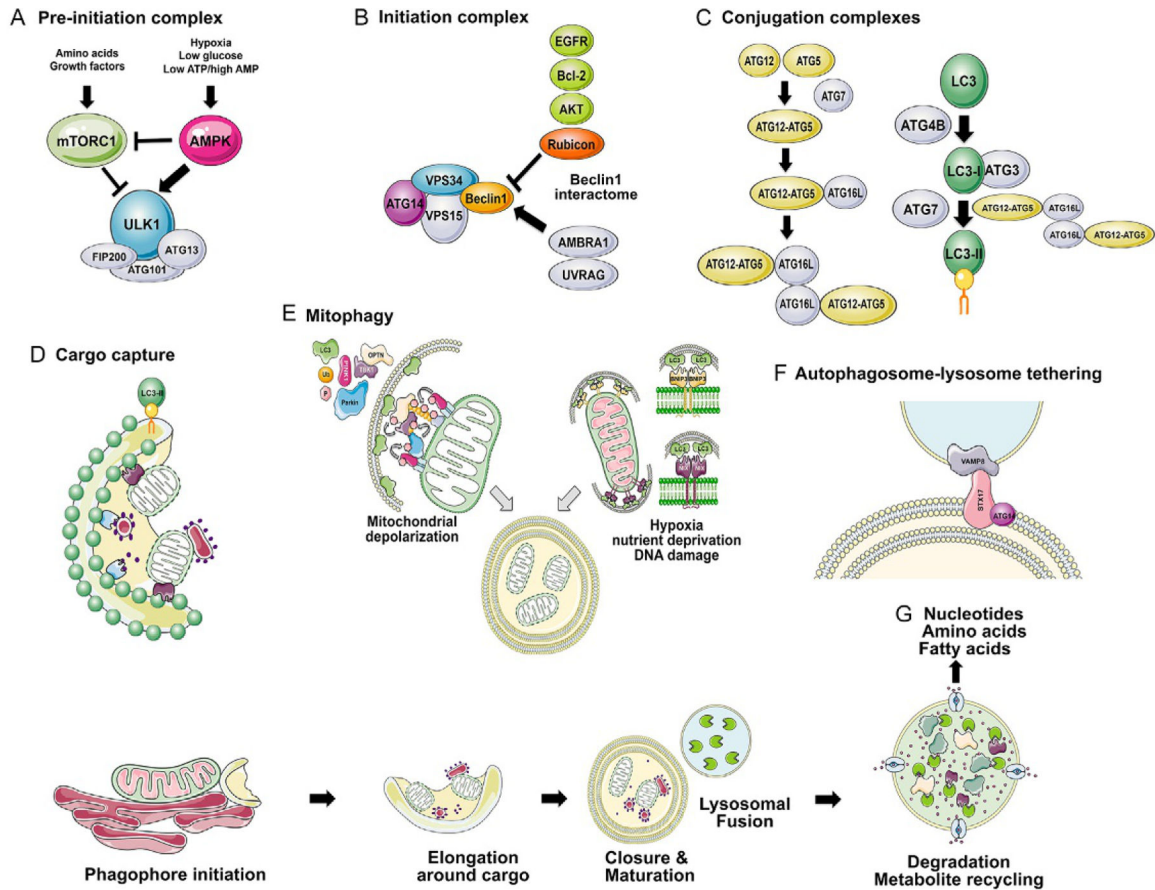 A Pre-initiation complex
Amino acids
Growth factors
Hypoxia
Low glucose
Low ATP/high AMP
mTORC1
AMPK
ULK1
FIP200
ATG13
ATG101
B Initiation complex
EGFR
Bcl-2
AKT
Rubicon
Beclin1
interactome
VPS34
ATG14
Beclin1
VPS15
AMBRA1
UVRAG
C Conjugation complexes
ATG12
ATG5
ATG7
ATG12-ATG5
ATG12-ATG5
ATG16L
ATG12-ATG5
ATG16L
ATG16L
ATG12-ATG5
LC3
ATG4B
LC3-I
ATG3
ATG7
ATG12-ATG5
ATG16L
ATG16L
ATG12-ATG5
LC3-II
D Cargo capture
LC3-II
E Mitophagy
LC3
OPTN
TBK1
PINK1
Ub
P
Parkin
Mitochondrial
depolarization
LC3
LC3
BNIP3
BNIP3
LC3
LC3
NIX
NIX
Hypoxia
nutrient deprivation
DNA damage
F Autophagosome-lysosome tethering
VAMP8
STX17
ATG14
G Nucleotides
Amino acids
Fatty acids
Phagophore initiation
Elongation
around cargo
Closure &
Maturation
Lysosomal
Fusion
Degradation
Metabolite recycling